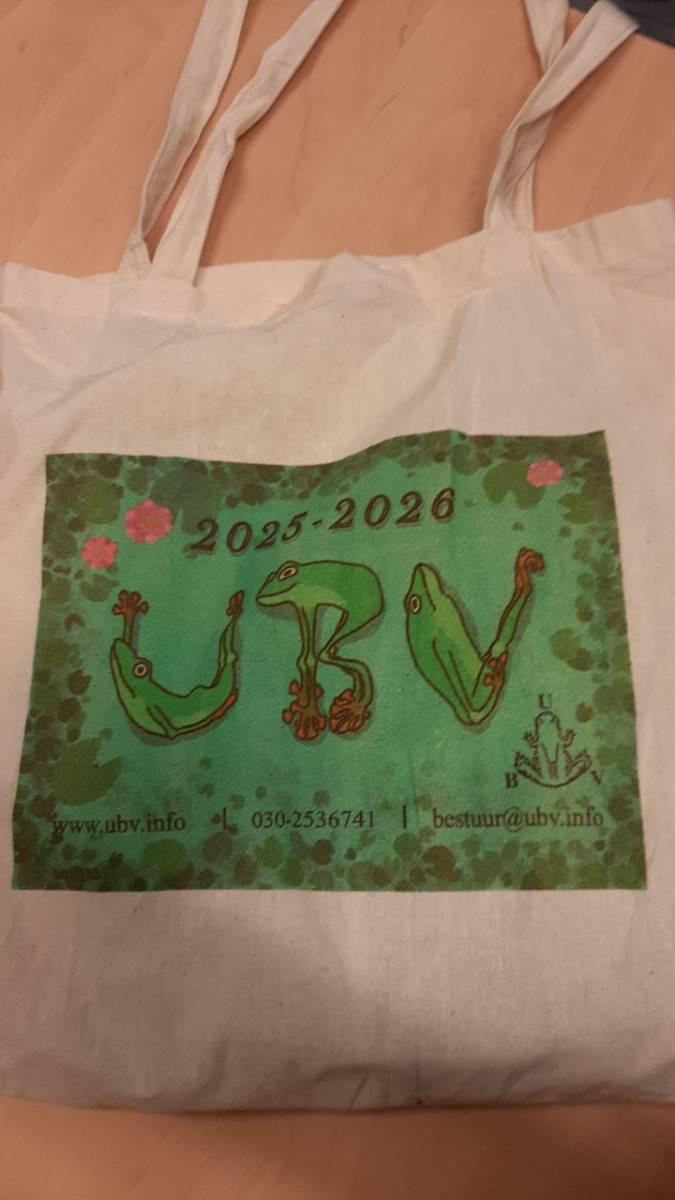 2025-2026
UBV
U
B V
www.ubv.info | 030-2536741 | bestuur@ubv.info